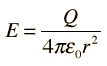 E = Q / 4πε₀r²